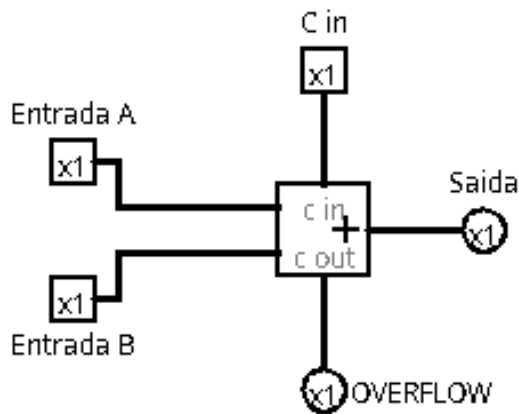 C in
x1
Entrada A
x1
Saida
c in
+
x1
c out
x1
Entrada B
x1 OVERFLOW